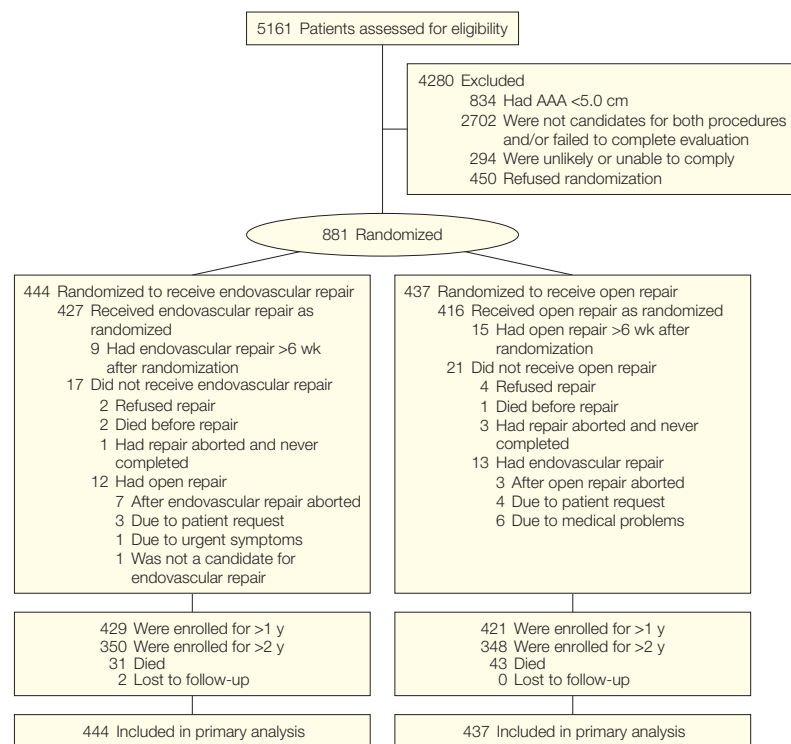 5161 Patients assessed for eligibility
4280 Excluded
834 Had AAA <5.0 cm
2702 Were not candidates for both procedures
and/or failed to complete evaluation
294 Were unlikely or unable to comply
450 Refused randomization
881 Randomized
444 Randomized to receive endovascular repair
427 Received endovascular repair as
randomized
9 Had endovascular repair >6 wk
after randomization
17 Did not receive endovascular repair
2 Refused repair
2 Died before repair
1 Had repair aborted and never
completed
12 Had open repair
7 After endovascular repair aborted
3 Due to patient request
1 Due to urgent symptoms
1 Was not a candidate for
endovascular repair
437 Randomized to receive open repair
416 Received open repair as randomized
15 Had open repair >6 wk after
randomization
21 Did not receive open repair
4 Refused repair
1 Died before repair
3 Had repair aborted and never
completed
13 Had endovascular repair
3 After open repair aborted
4 Due to patient request
6 Due to medical problems
429 Were enrolled for >1 y
350 Were enrolled for >2 y
31 Died
2 Lost to follow-up
421 Were enrolled for >1 y
348 Were enrolled for >2 y
43 Died
0 Lost to follow-up
444 Included in primary analysis
437 Included in primary analysis